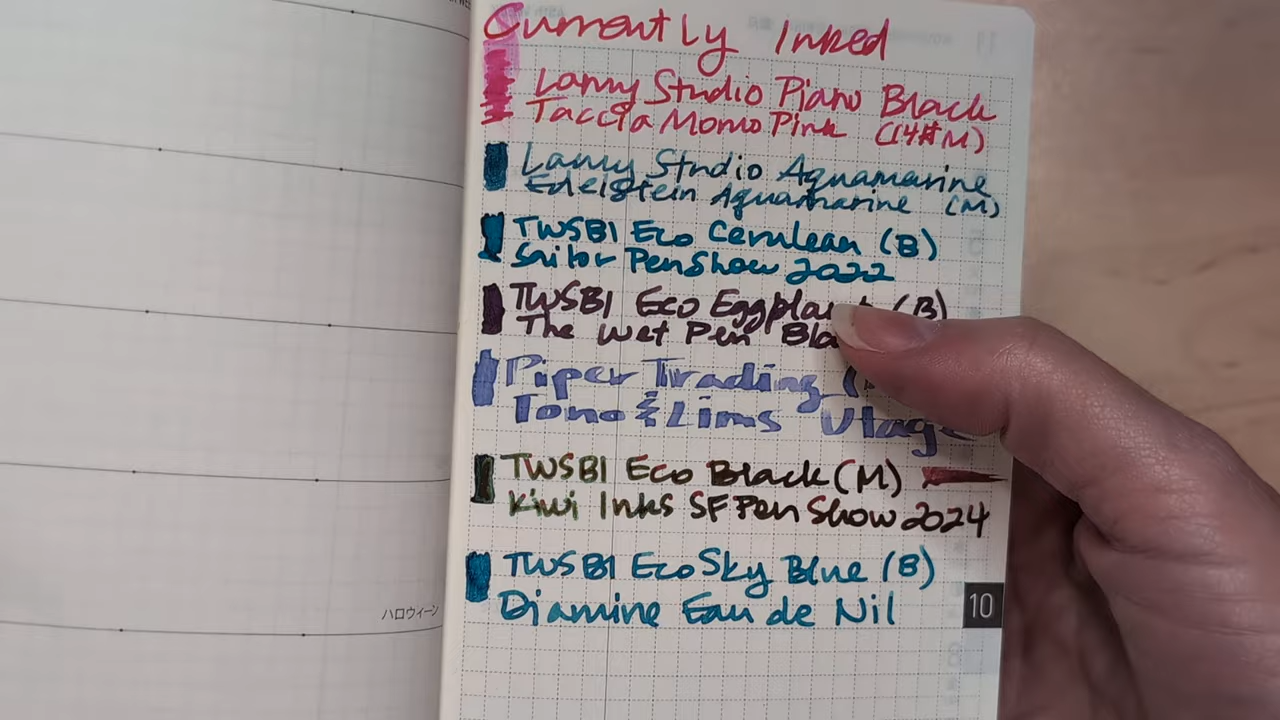 Currently Inked
Lamy Studio Piano Black
Taccia Momo Pink (14k M)
Lamy Studio Aquamarine
Edelstein Aquamarine (M)
TWSBI Eco Cerulean (B)
Sailor Pen Show 2022
TWSBI Eco (B)
The Wet Pen
Piper Trading
Tono & Lims Utage
TWSBI Eco Black (M)
Kiwi Inks SF Pen Show 2024
TWSBI Eco Sky Blue (B)
Diamine Eau de Nil
10
ハロウィーン